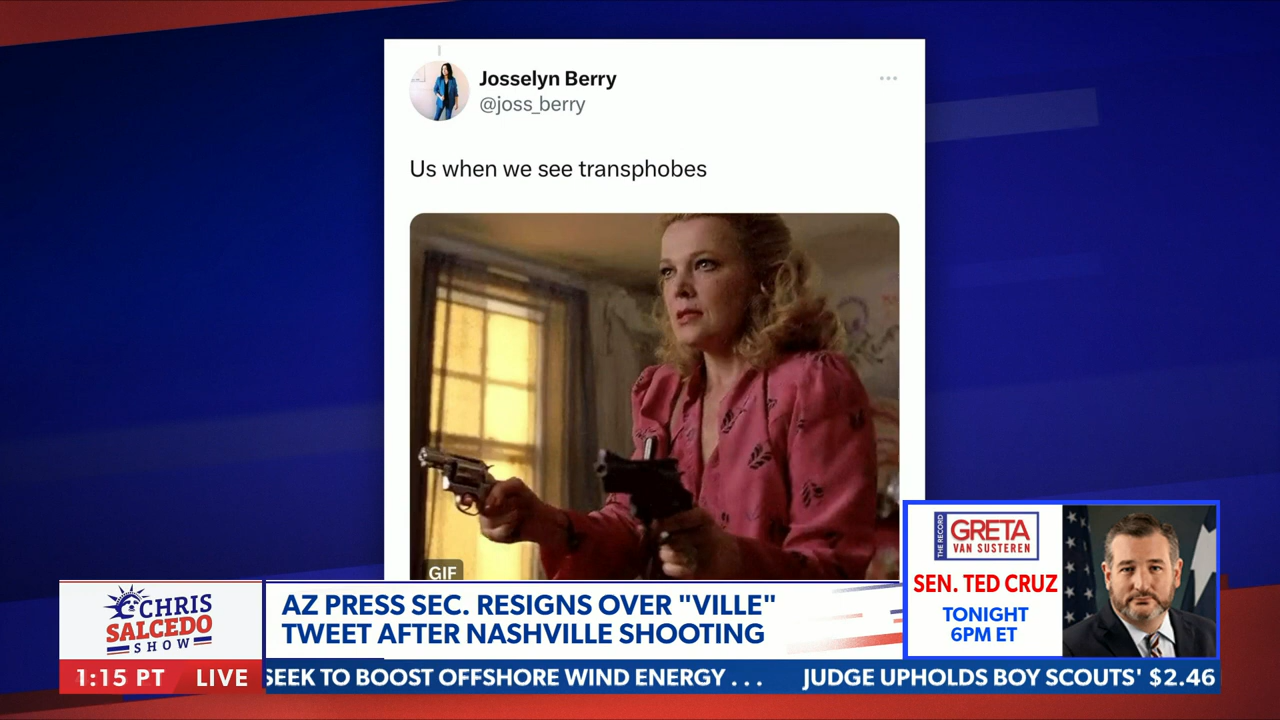 Josselyn Berry
@joss_berry
Us when we see transphobes
GIF
THE RECORD
GRETA
VAN SUSTEREN
SEN. TED CRUZ
TONIGHT
6PM ET
CHRIS
SALCEDO
SHOW
AZ PRESS SEC. RESIGNS OVER "VILLE"
TWEET AFTER NASHVILLE SHOOTING
1:15 PT LIVE
SEEK TO BOOST OFFSHORE WIND ENERGY . . . JUDGE UPHOLDS BOY SCOUTS' $2.46